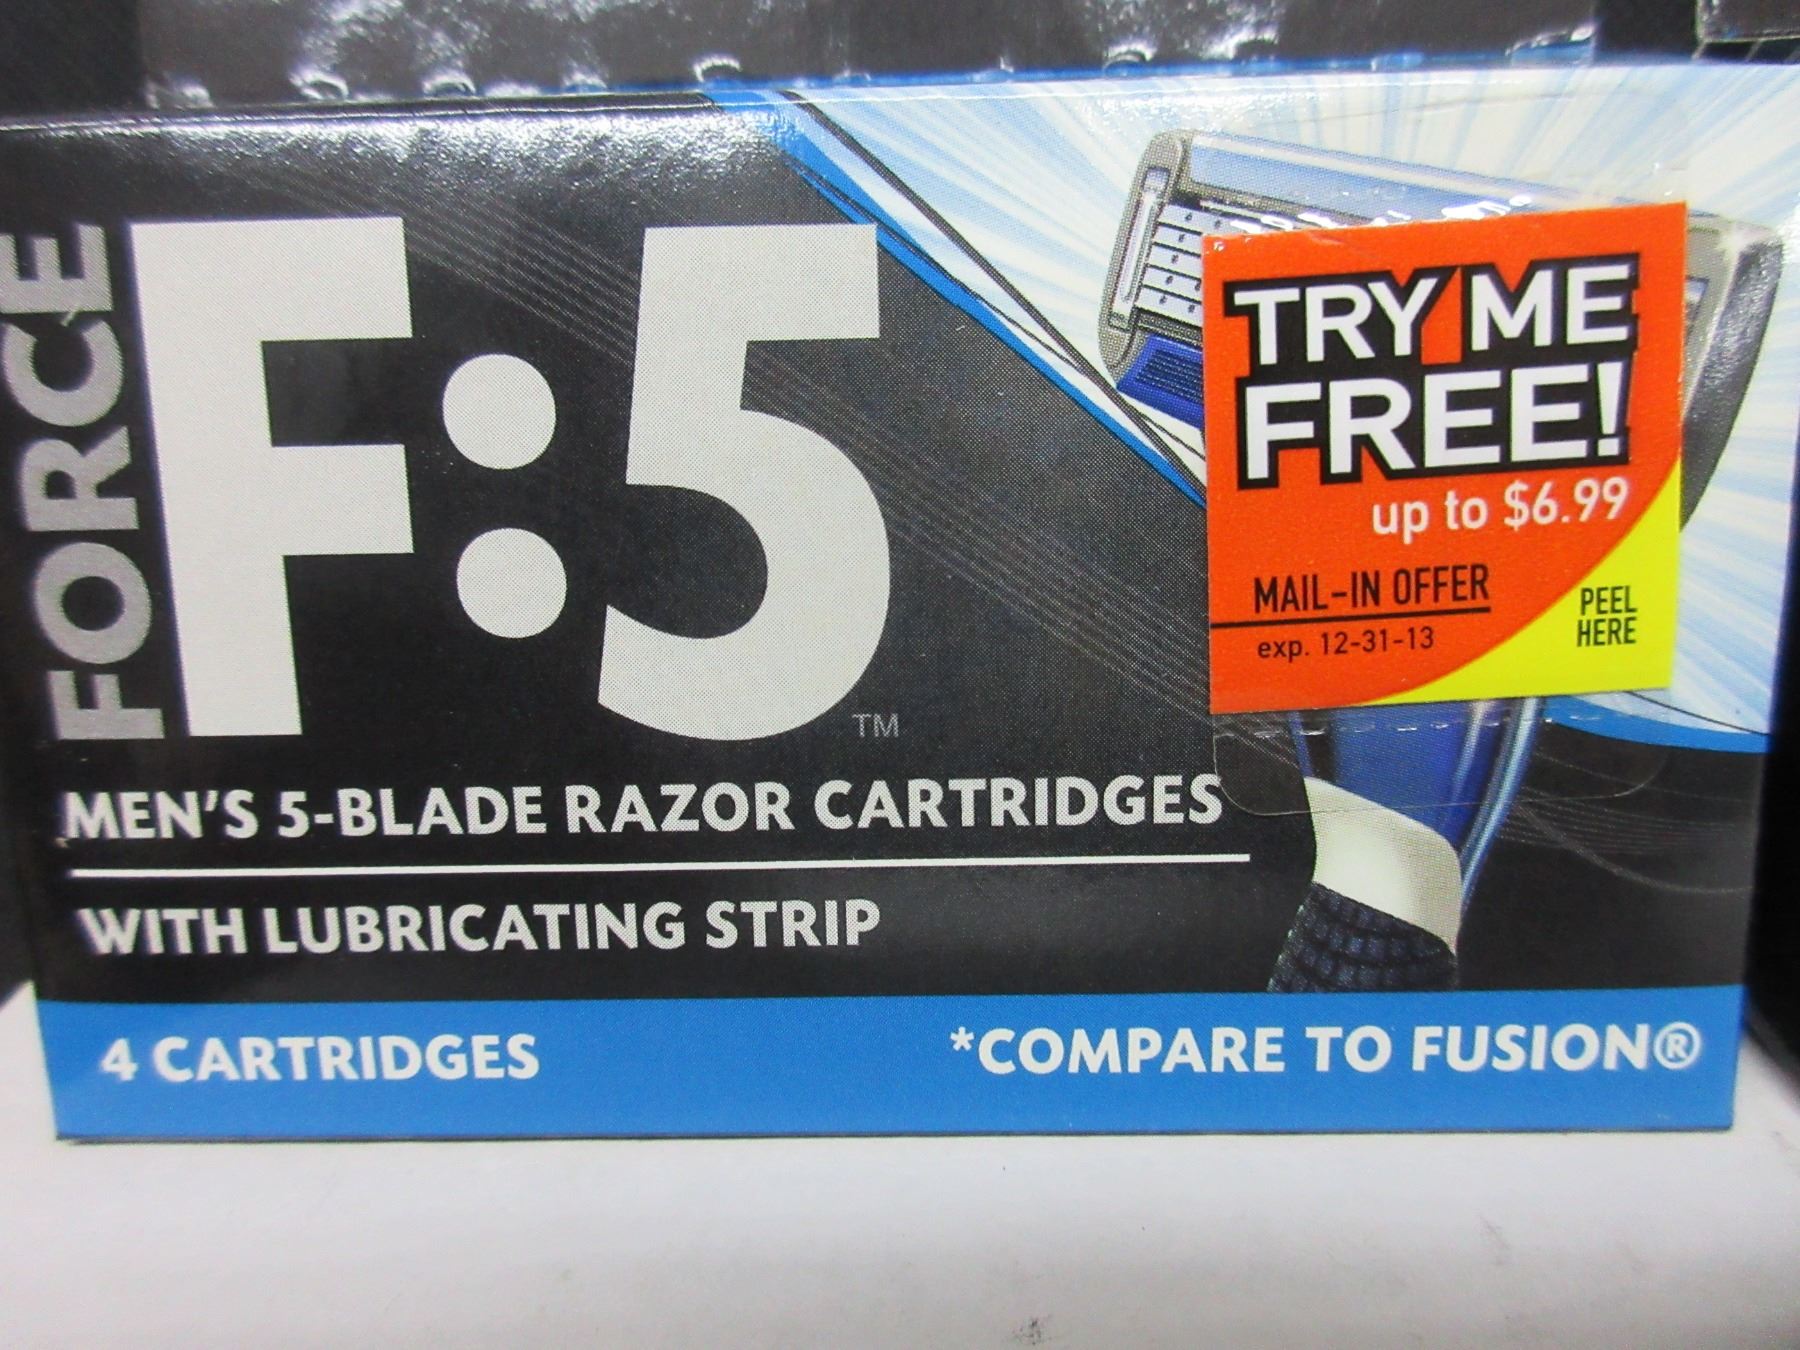 FORCE
F:5
TM
MEN'S 5-BLADE RAZOR CARTRIDGES
WITH LUBRICATING STRIP
4 CARTRIDGES
*COMPARE TO FUSION®
TRY ME
FREE!
up to $6.99
MAIL-IN OFFER
exp. 12-31-13
PEEL
HERE